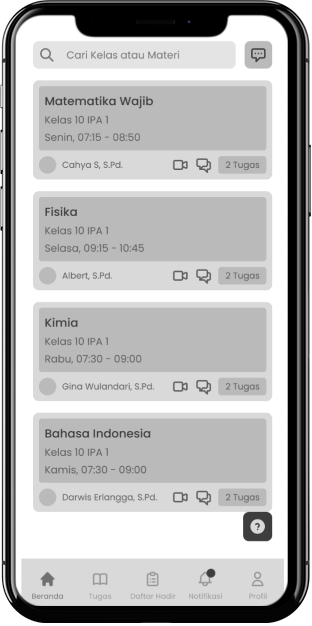 Cari Kelas atau Materi
Matematika Wajib
Kelas 10 IPA 1
Senin, 07:15 - 08:50
Cahya S, S.Pd.
2 Tugas
Fisika
Kelas 10 IPA 1
Selasa, 09:15 - 10:45
Albert, S.Pd.
2 Tugas
Kimia
Kelas 10 IPA 1
Rabu, 07:30 - 09:00
Gina Wulandari, S.Pd.
2 Tugas
Bahasa Indonesia
Kelas 10 IPA 1
Kamis, 07:30 - 09:00
Darwis Erlangga, S.Pd.
2 Tugas
?
Beranda
Tugas
Daftar Hadir
Notifikasi
Profil